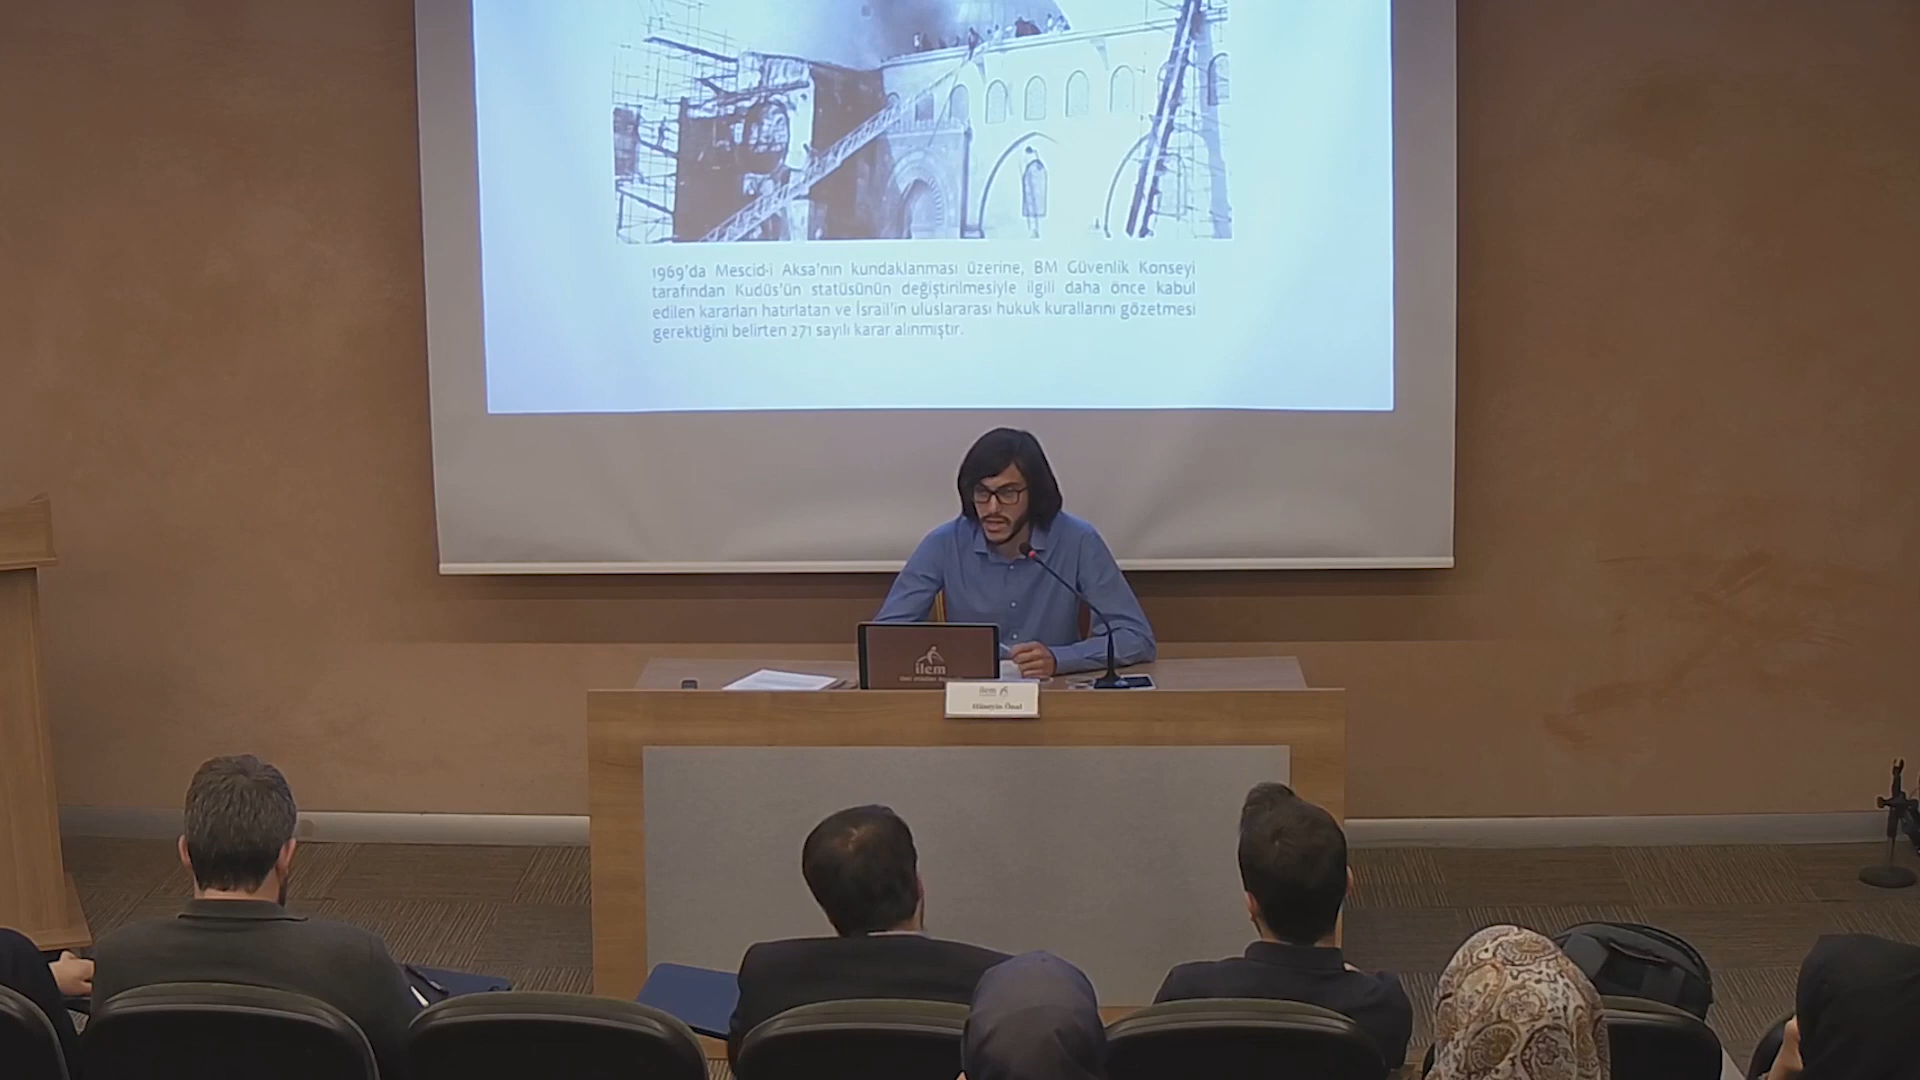 1969'da Mescid-i Aksa'nın kundaklanması üzerine, BM Güvenlik Konseyi
tarafından Kudüs'ün statüsünün değiştirilmesiyle ilgili daha önce kabul
edilen kararları hatırlatan ve İsrail'in uluslararası hukuk kurallarını gözetmesi
gerektiğini belirten 271 sayılı karar alınmıştır.
ilem
ilem
Hüseyin Önal